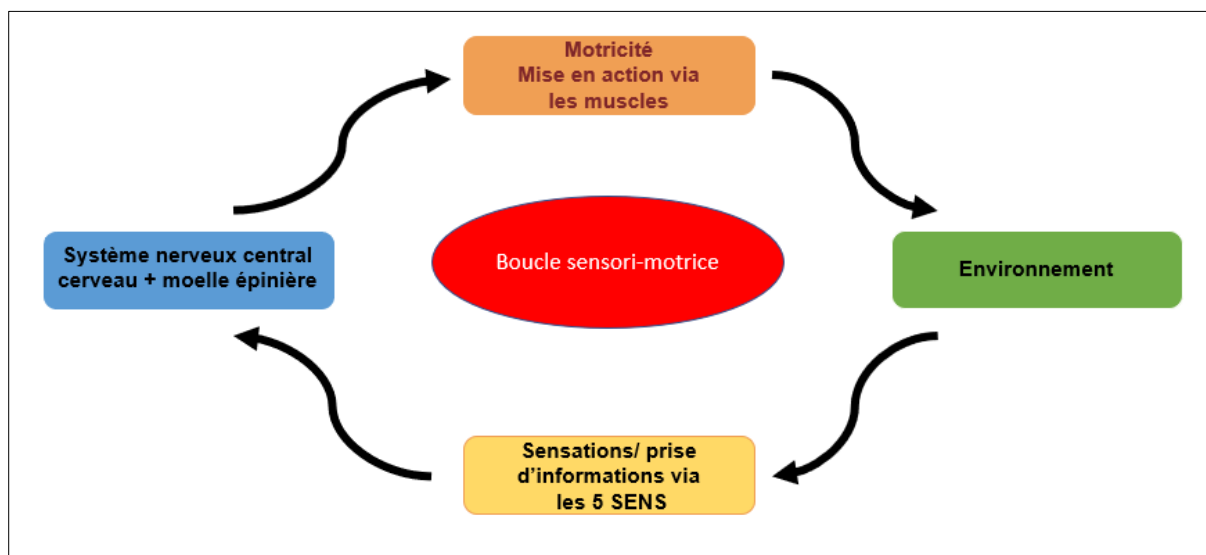 Motricité
Mise en action via
les muscles
Système nerveux central
cerveau + moelle épinière
Boucle sensori-motrice
Environnement
Sensations/ prise
d’informations via
les 5 SENS